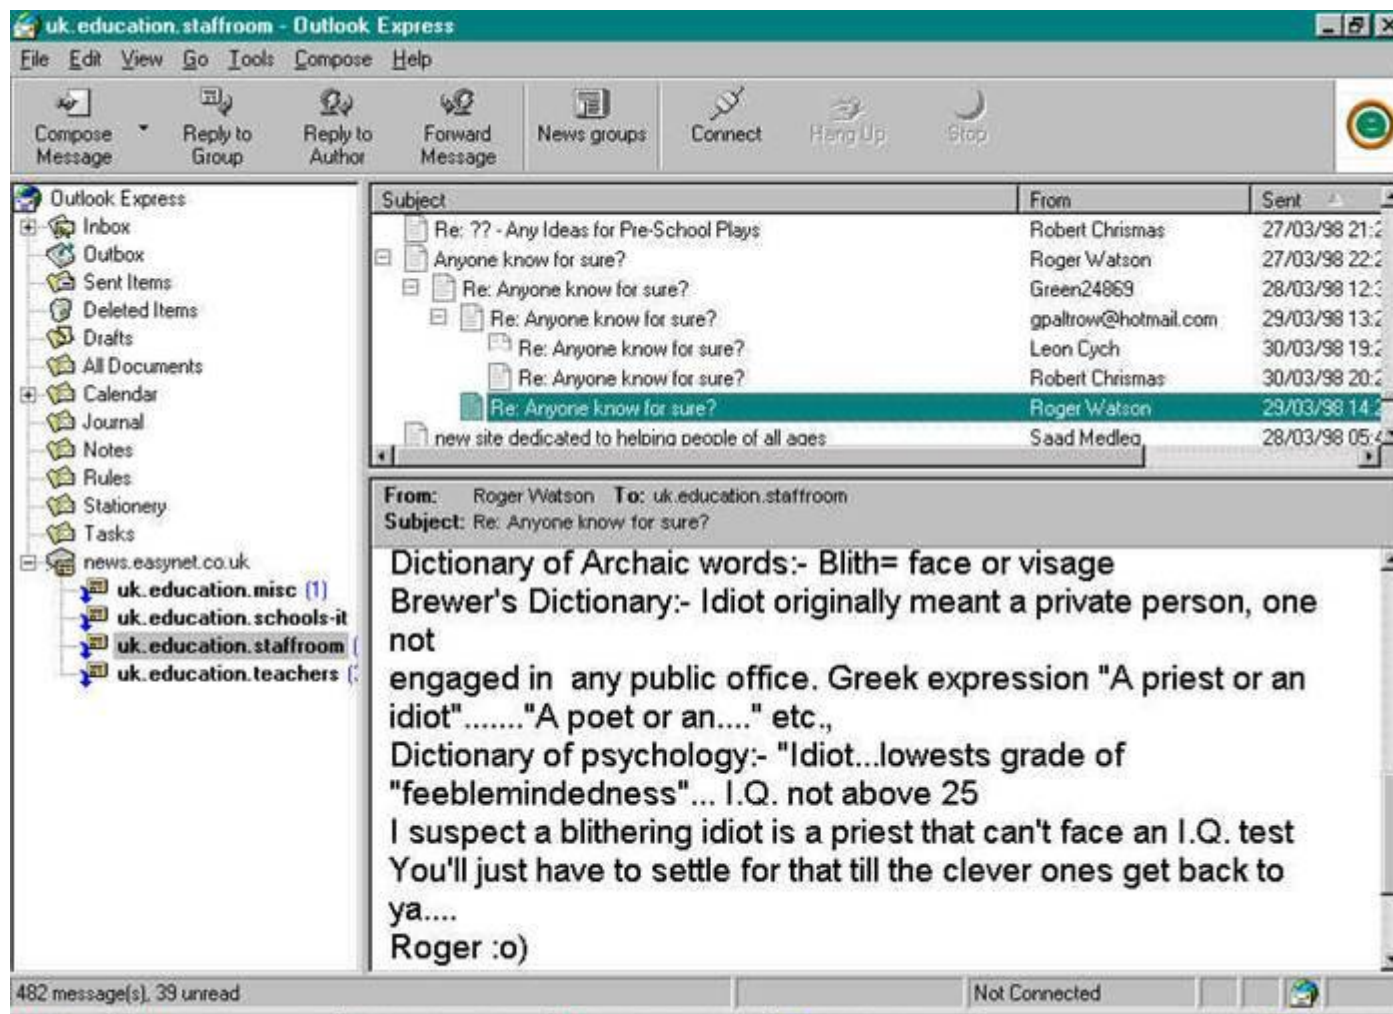 uk.education.staffroom - Outlook Express
File Edit View Go Tools Compose Help
Compose Message
Reply to Group
Reply to Author
Forward Message
News groups
Connect
Hang Up
Stop
Outlook Express
Inbox
Outbox
Sent Items
Deleted Items
Drafts
All Documents
Calendar
Journal
Notes
Rules
Stationery
Tasks
news.easynet.co.uk
uk.education.misc (1)
uk.education.schools-it
uk.education.staffroom (
uk.education.teachers (
Subject From Sent
Re: ?? - Any Ideas for Pre-School Plays Robert Chrismas 27/03/98 21:2
Anyone know for sure? Roger Watson 27/03/98 22:2
Re: Anyone know for sure? Green24869 28/03/98 12:3
Re: Anyone know for sure? gpaltrow@hotmail.com 29/03/98 13:2
Re: Anyone know for sure? Leon Cych 30/03/98 19:2
Re: Anyone know for sure? Robert Chrismas 30/03/98 20:2
Re: Anyone know for sure? Roger Watson 29/03/98 14:2
new site dedicated to helping people of all ages Saad Medleg 28/03/98 05:4
From: Roger Watson To: uk.education.staffroom
Subject: Re: Anyone know for sure?
Dictionary of Archaic words:- Blith= face or visage
Brewer's Dictionary:- Idiot originally meant a private person, one
not
engaged in any public office. Greek expression "A priest or an
idiot"......."A poet or an...." etc.,
Dictionary of psychology:- "Idiot...lowests grade of
"feeblemindedness"... I.Q. not above 25
I suspect a blithering idiot is a priest that can't face an I.Q. test
You'll just have to settle for that till the clever ones get back to
ya....
Roger :o)
482 message(s), 39 unread
Not Connected